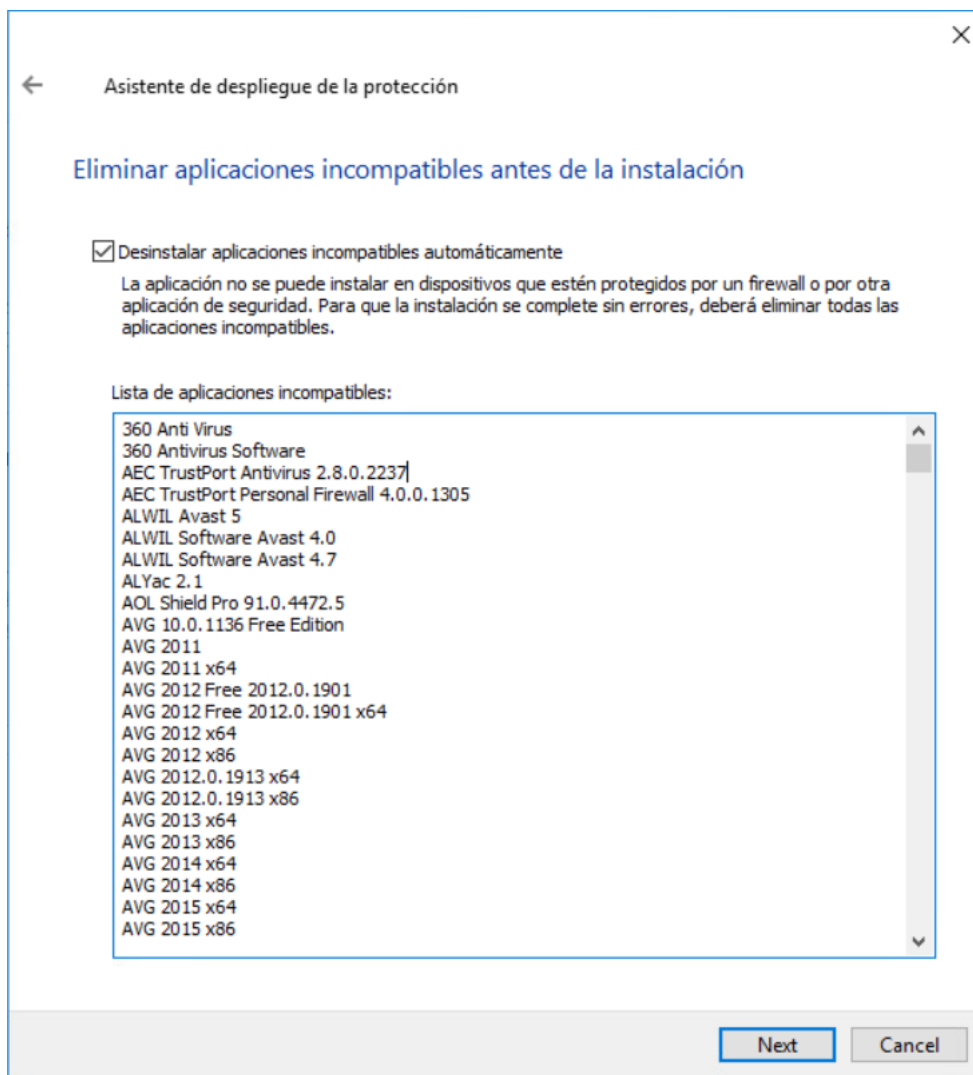 Asistente de despliegue de la protección
Eliminar aplicaciones incompatibles antes de la instalación
Desinstalar aplicaciones incompatibles automáticamente
La aplicación no se puede instalar en dispositivos que estén protegidos por un firewall o por otra
aplicación de seguridad. Para que la instalación se complete sin errores, deberá eliminar todas las
aplicaciones incompatibles.
Lista de aplicaciones incompatibles:
360 Anti Virus
360 Antivirus Software
AEC TrustPort Antivirus 2.8.0.2237
AEC TrustPort Personal Firewall 4.0.0.1305
ALWIL Avast 5
ALWIL Software Avast 4.0
ALWIL Software Avast 4.7
ALYac 2.1
AOL Shield Pro 91.0.4472.5
AVG 10.0.1136 Free Edition
AVG 2011
AVG 2011 x64
AVG 2012 Free 2012.0.1901
AVG 2012 Free 2012.0.1901 x64
AVG 2012 x64
AVG 2012 x86
AVG 2012.0.1913 x64
AVG 2012.0.1913 x86
AVG 2013 x64
AVG 2013 x86
AVG 2014 x64
AVG 2014 x86
AVG 2015 x64
AVG 2015 x86
Next
Cancel